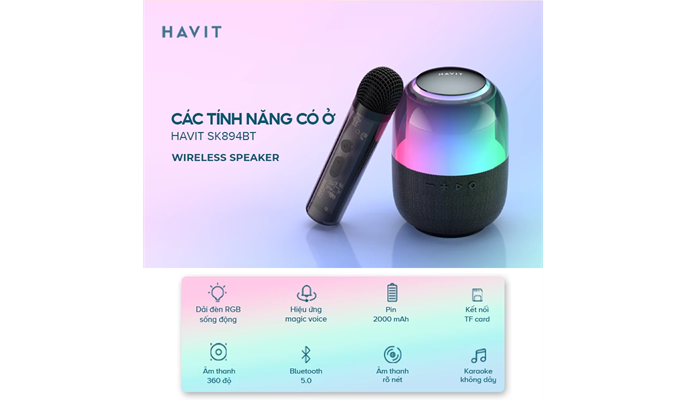 HAVIT
HAVIT
CÁC TÍNH NĂNG CÓ Ở
HAVIT SK894BT
WIRELESS SPEAKER
Dải đèn RGB
sống động
Hiệu ứng
magic voice
Pin
2000 mAh
Kết nối
TF card
Âm thanh
360 độ
Bluetooth
5.0
Âm thanh
rõ nét
Karaoke
không dây